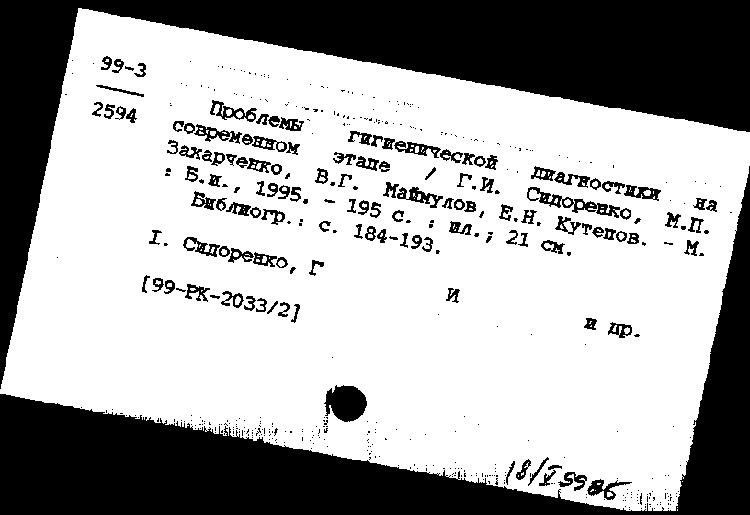 99-3
2594
Проблемы гигиенической диагностики на
современном этапе / Г.И. Сидоренко, М.П.
Захарченко, В.Г. Маймулов, Е.Н. Кутепов. - М.
: Б.и., 1995. - 195 с. : ил.; 21 см.
Библиогр.: с. 184-193.
I. Сидоренко, Г И и др.
[99-РК-2033/2]
18/V